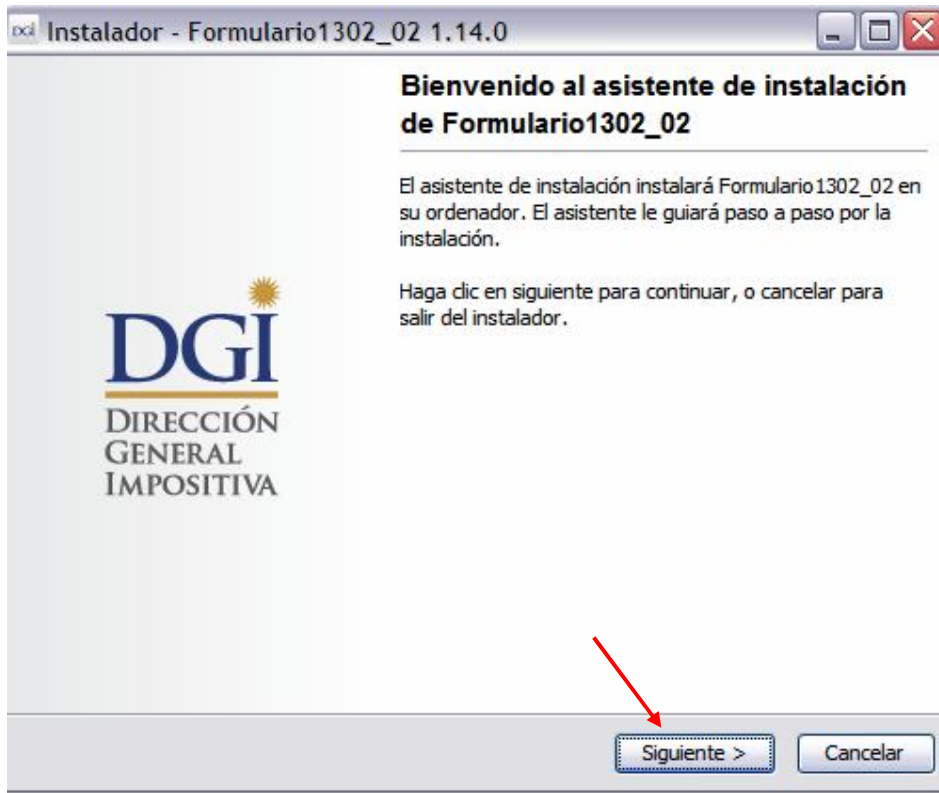 DGI Instalador - Formulario1302_02 1.14.0
Bienvenido al asistente de instalación
de Formulario1302_02
El asistente de instalación instalará Formulario1302_02 en
su ordenador. El asistente le guiará paso a paso por la
instalación.
Haga clic en siguiente para continuar, o cancelar para
salir del instalador.
DGI
DIRECCIÓN
GENERAL
IMPOSITIVA
Siguiente >
Cancelar